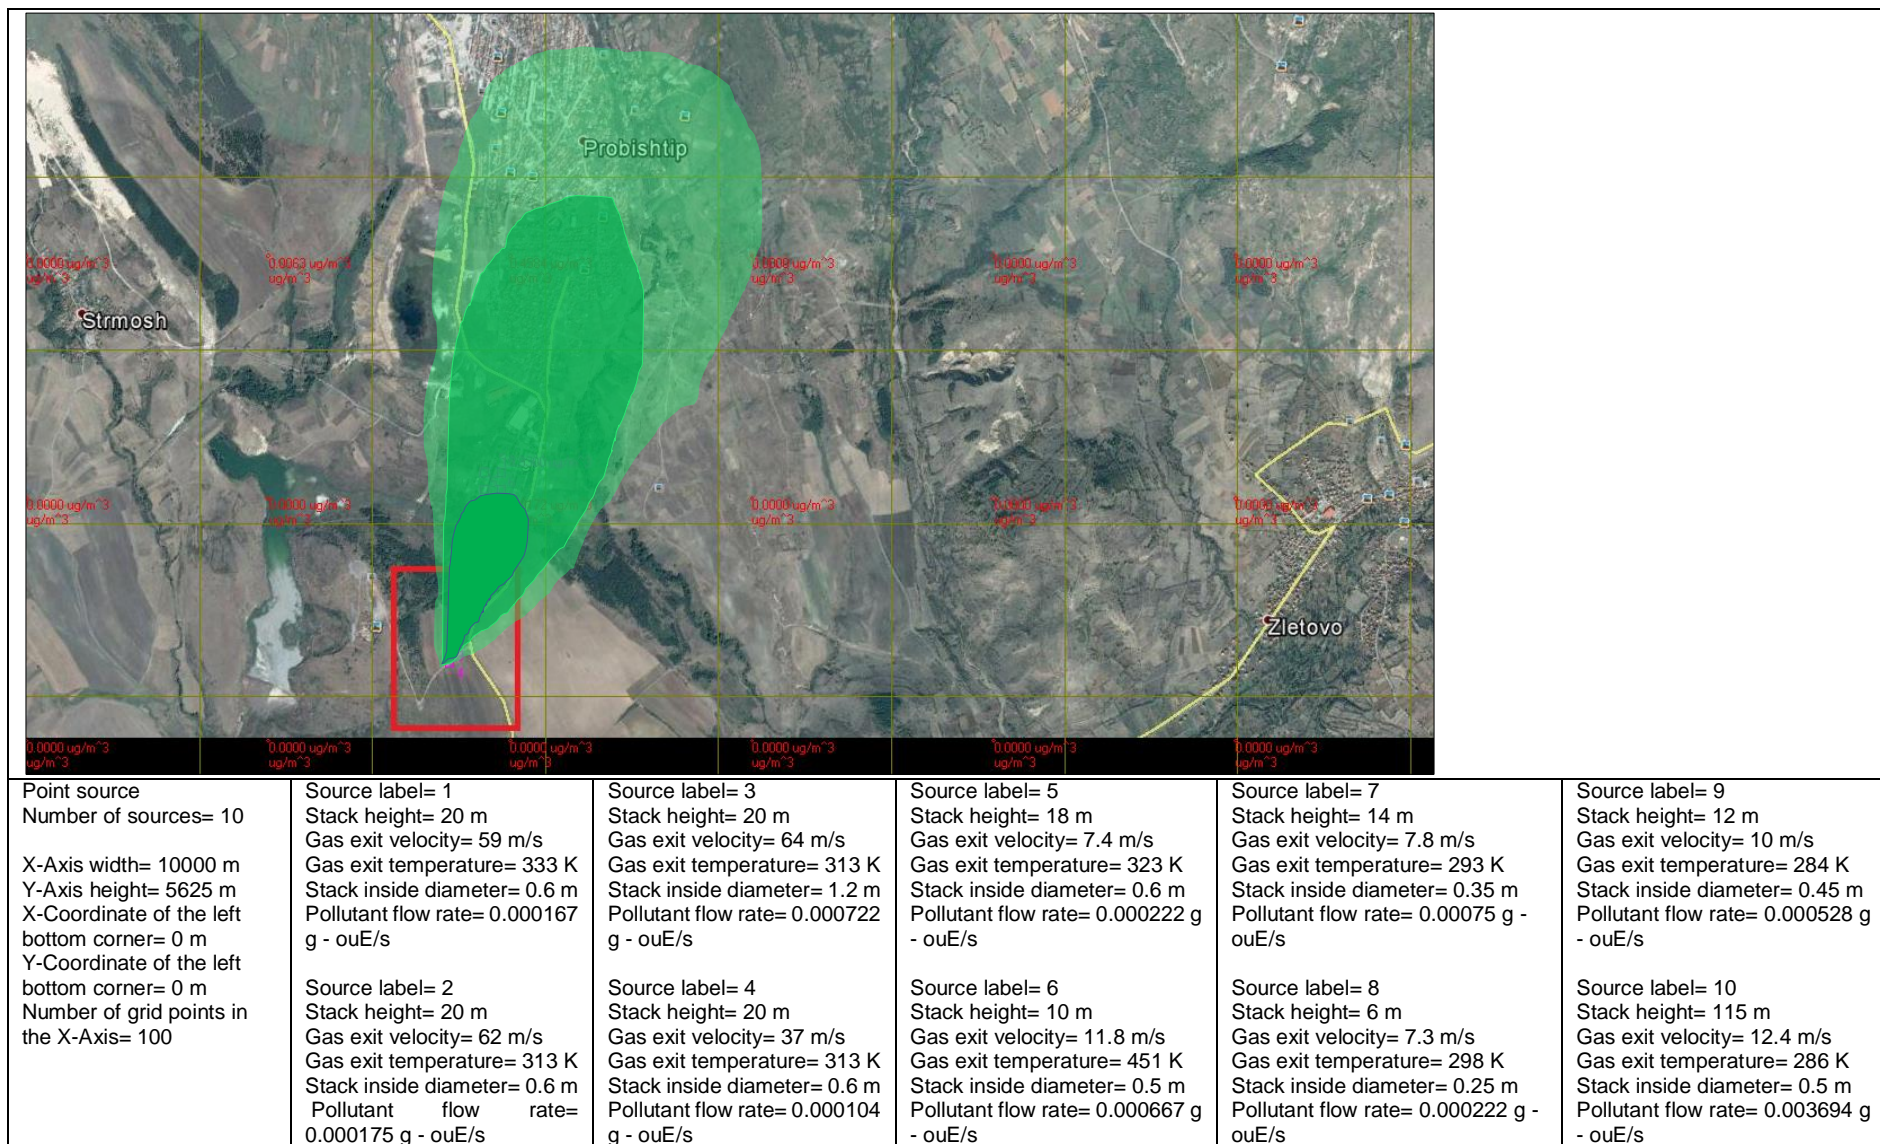 Probishtip
0.0000 ug/m^3
ug/m^3
0.0063 ug/m^3
ug/m^3
0.0000 ug/m^3
ug/m^3
0.0000 ug/m^3
ug/m^3
Strmosh
0.0000 ug/m^3
ug/m^3
0.0000 ug/m^3
ug/m^3
0.0000 ug/m^3
ug/m^3
0.0000 ug/m^3
ug/m^3
0.0000 ug/m^3
ug/m^3
Zletovo
0.0000 ug/m^3
ug/m^3
0.0000 ug/m^3
ug/m^3
0.0000 ug/m^3
ug/m^3
0.0000 ug/m^3
ug/m^3
0.0000 ug/m^3
ug/m^3
0.0000 ug/m^3
ug/m^3
Point source
Number of sources= 10
X-Axis width= 10000 m
Y-Axis height= 5625 m
X-Coordinate of the left
bottom corner= 0 m
Y-Coordinate of the left
bottom corner= 0 m
Number of grid points in
the X-Axis= 100
Source label= 1
Stack height= 20 m
Gas exit velocity= 59 m/s
Gas exit temperature= 333 K
Stack inside diameter= 0.6 m
Pollutant flow rate= 0.000167
g - ouE/s
Source label= 2
Stack height= 20 m
Gas exit velocity= 62 m/s
Gas exit temperature= 313 K
Stack inside diameter= 0.6 m
Pollutant flow rate=
0.000175 g - ouE/s
Source label= 3
Stack height= 20 m
Gas exit velocity= 64 m/s
Gas exit temperature= 313 K
Stack inside diameter= 1.2 m
Pollutant flow rate= 0.000722
g - ouE/s
Source label= 4
Stack height= 20 m
Gas exit velocity= 37 m/s
Gas exit temperature= 313 K
Stack inside diameter= 0.6 m
Pollutant flow rate= 0.000104
g - ouE/s
Source label= 5
Stack height= 18 m
Gas exit velocity= 7.4 m/s
Gas exit temperature= 323 K
Stack inside diameter= 0.6 m
Pollutant flow rate= 0.000222 g
- ouE/s
Source label= 6
Stack height= 10 m
Gas exit velocity= 11.8 m/s
Gas exit temperature= 451 K
Stack inside diameter= 0.5 m
Pollutant flow rate= 0.000667 g
- ouE/s
Source label= 7
Stack height= 14 m
Gas exit velocity= 7.8 m/s
Gas exit temperature= 293 K
Stack inside diameter= 0.35 m
Pollutant flow rate= 0.00075 g -
ouE/s
Source label= 8
Stack height= 6 m
Gas exit velocity= 7.3 m/s
Gas exit temperature= 298 K
Stack inside diameter= 0.25 m
Pollutant flow rate= 0.000222 g -
ouE/s
Source label= 9
Stack height= 12 m
Gas exit velocity= 10 m/s
Gas exit temperature= 284 K
Stack inside diameter= 0.45 m
Pollutant flow rate= 0.000528 g
- ouE/s
Source label= 10
Stack height= 115 m
Gas exit velocity= 12.4 m/s
Gas exit temperature= 286 K
Stack inside diameter= 0.5 m
Pollutant flow rate= 0.003694 g
- ouE/s